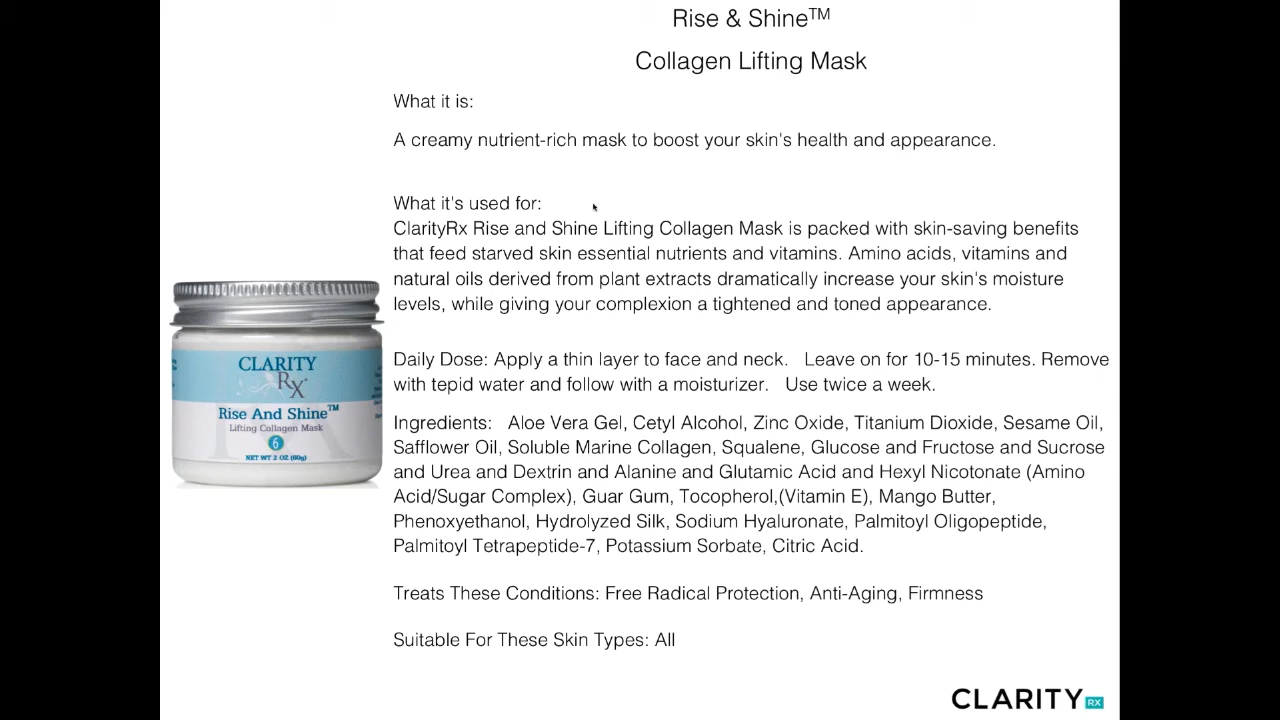 Rise & Shine™
Collagen Lifting Mask
What it is:
A creamy nutrient-rich mask to boost your skin's health and appearance.
What it's used for:
ClarityRx Rise and Shine Lifting Collagen Mask is packed with skin-saving benefits
that feed starved skin essential nutrients and vitamins. Amino acids, vitamins and
natural oils derived from plant extracts dramatically increase your skin's moisture
levels, while giving your complexion a tightened and toned appearance.
Daily Dose: Apply a thin layer to face and neck. Leave on for 10-15 minutes. Remove
with tepid water and follow with a moisturizer. Use twice a week.
Ingredients: Aloe Vera Gel, Cetyl Alcohol, Zinc Oxide, Titanium Dioxide, Sesame Oil,
Safflower Oil, Soluble Marine Collagen, Squalene, Glucose and Fructose and Sucrose
and Urea and Dextrin and Alanine and Glutamic Acid and Hexyl Nicotonate (Amino
Acid/Sugar Complex), Guar Gum, Tocopherol,(Vitamin E), Mango Butter,
Phenoxyethanol, Hydrolyzed Silk, Sodium Hyaluronate, Palmitoyl Oligopeptide,
Palmitoyl Tetrapeptide-7, Potassium Sorbate, Citric Acid.
Treats These Conditions: Free Radical Protection, Anti-Aging, Firmness
Suitable For These Skin Types: All
CLARITY
Rx
Rise And Shine™
Lifting Collagen Mask
6
NET WT 2 OZ (60g)
CLARITY RX